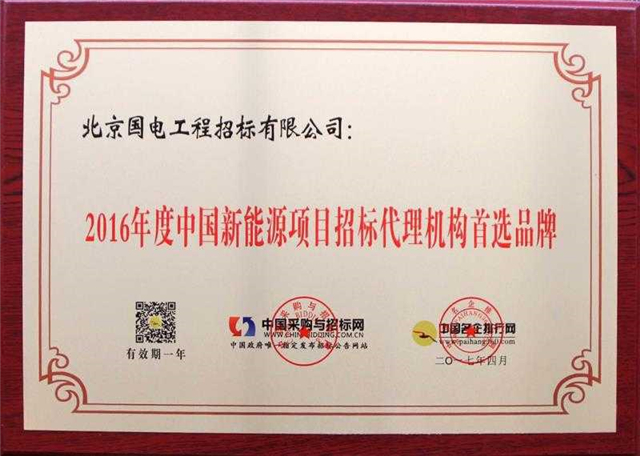 北京国电工程招标有限公司：
2016年度中国新能源项目招标代理机构首选品牌
有效期一年
中国采购与招标网
中国政府唯一指定发布招标公告网站
中国名企排行网
二〇一七年四月